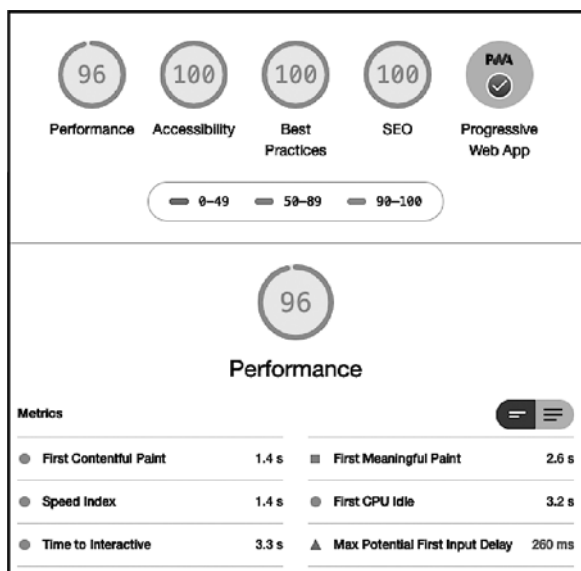 96
100
100
100
PWA
Performance
Accessibility
Best
Practices
SEO
Progressive
Web App
0–49
50–89
90–100
96
Performance
Metrics
First Contentful Paint 1.4 s
First Meaningful Paint 2.6 s
Speed Index 1.4 s
First CPU Idle 3.2 s
Time to Interactive 3.3 s
Max Potential First Input Delay 260 ms